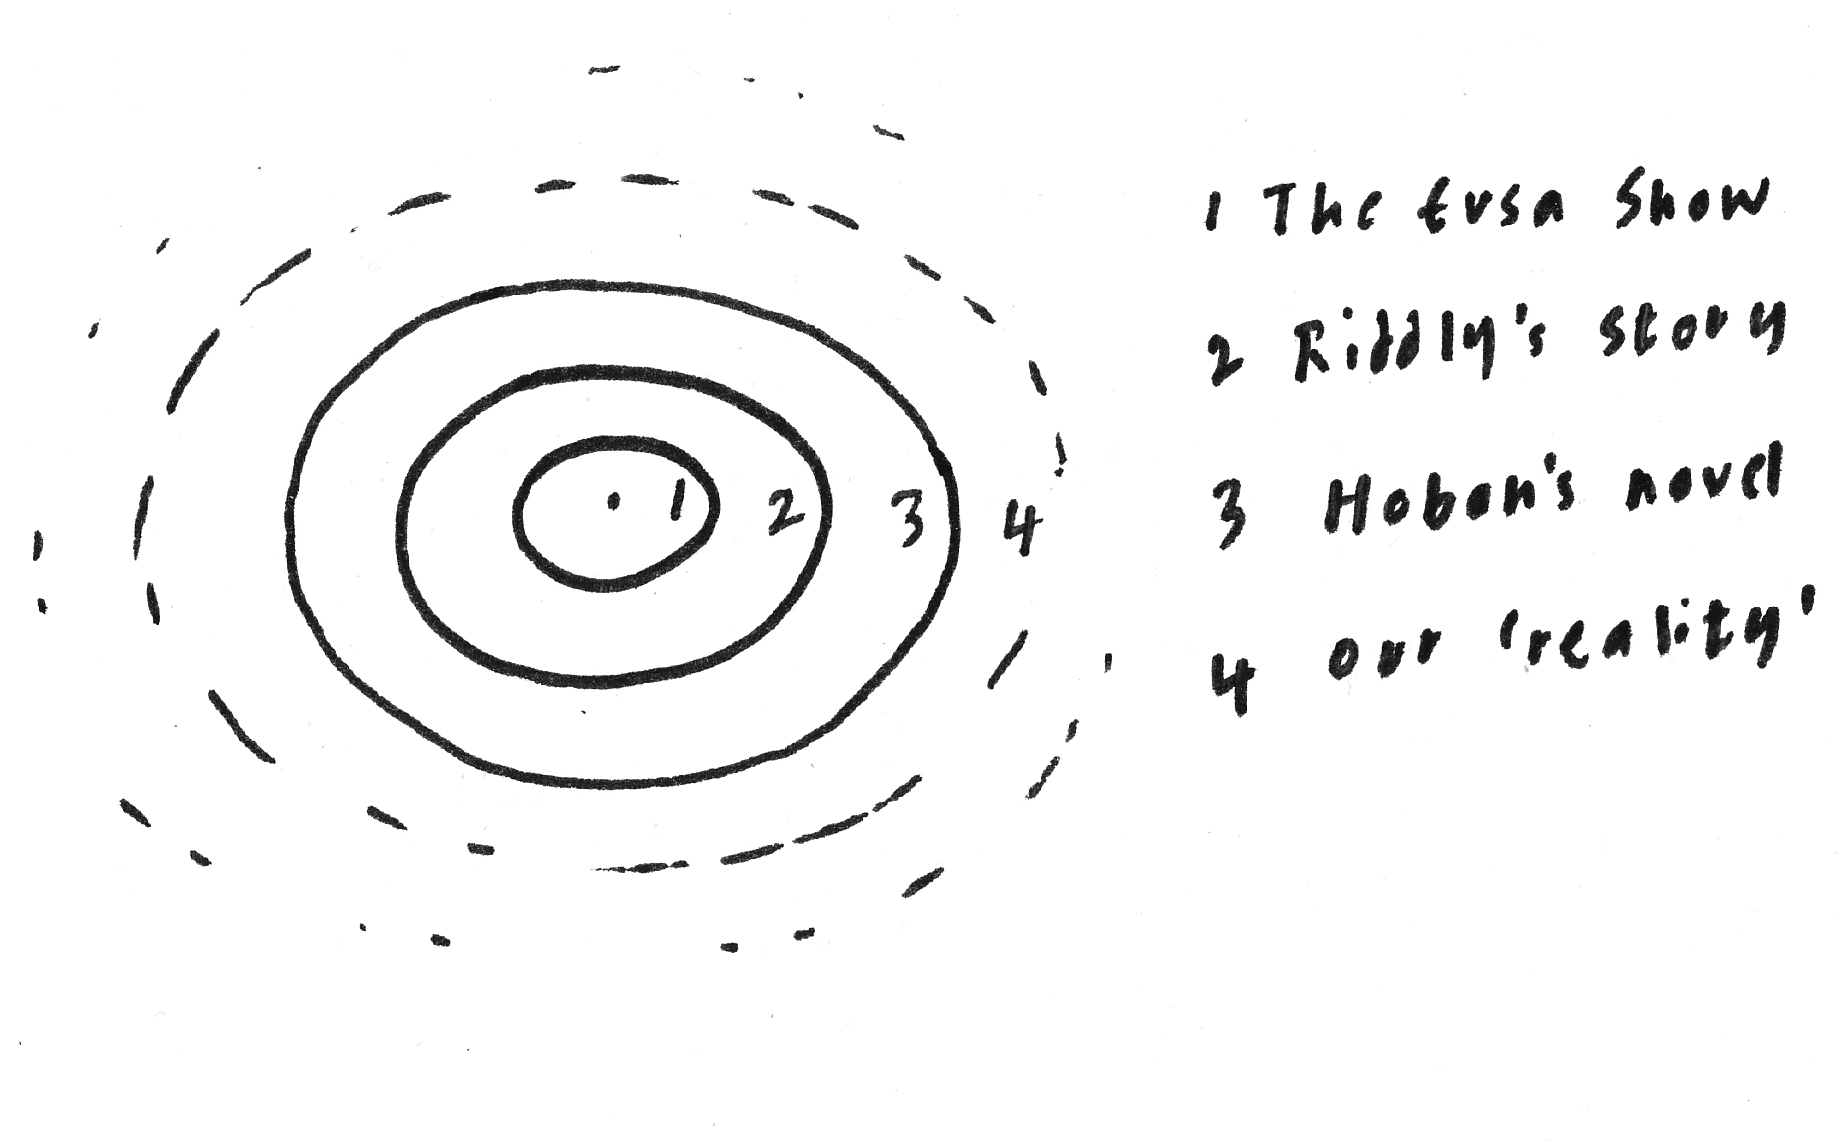 1 2 3 4
1 The Eusa Show
2 Riddly's story
3 Hoban's novel
4 our 'reality'